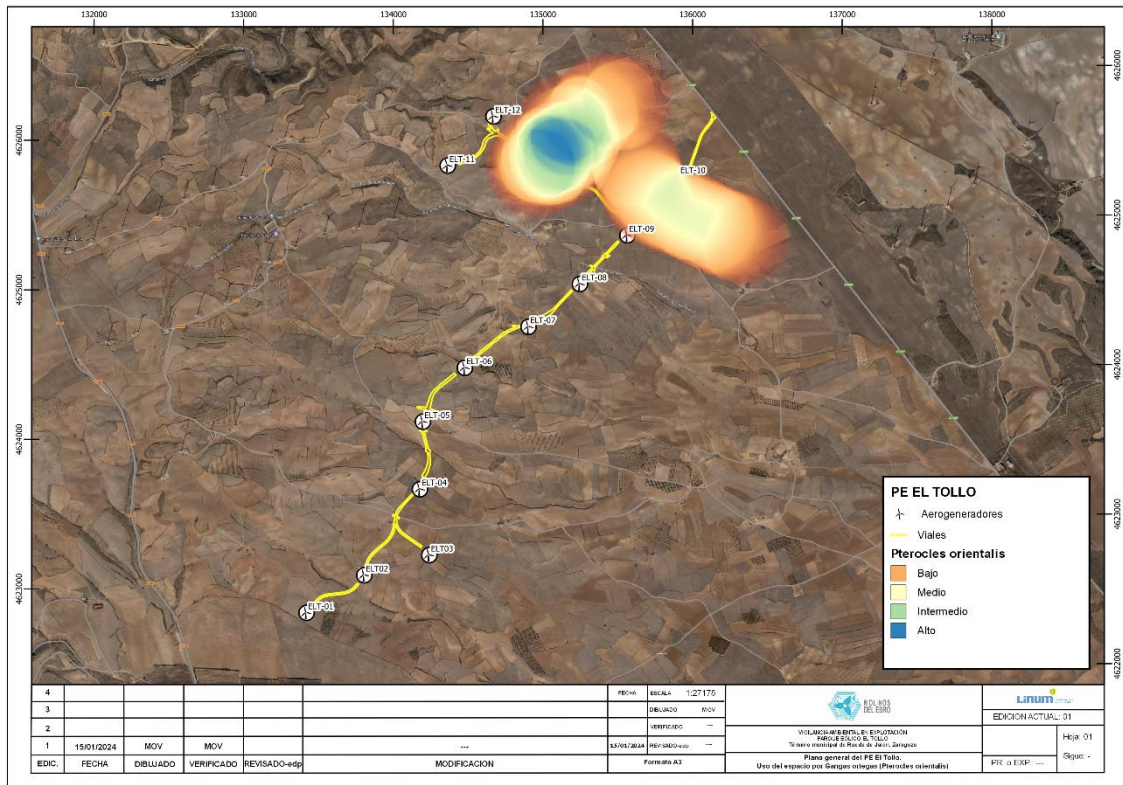 132000 133000 134000 135000 136000 137000 138000
4626000
4625000
4624000
4623000
4622000
4626000
4625000
4624000
4623000
ELT-12
ELT-11
ELT-10
ELT-09
ELT-08
ELT-07
ELT-06
ELT-05
ELT-04
ELT03
ELT02
ELT-01
PE EL TOLLO
Aerogeneradores
Viales
Pterocles orientalis
Bajo
Medio
Intermedio
Alto
4
3
2
1 15/01/2024 MOV MOV ---
EDIC. FECHA DIBUJADO VERIFICADO REVISADO-edp MODIFICACION
FECHA ESCALA 1:27178
DIBUJADO MOV
VERIFICADO ---
15/01/2024 REVISADO-edp ---
Formato A3
MOLINOS
DEL EBRO
VIGILANCIA AMBIENTAL EN EXPLOTACIÓN
PARQUE EÓLICO EL TOLLO
Término municipal de Rueda de Jalón, Zaragoza
Plano general del PE El Tollo.
Uso del espacio por Gangas ortegas (Pterocles orientalis)
Linum
EDICION ACTUAL: 01
Hoja: 01
Sigue: -
PR. o EXP: ---